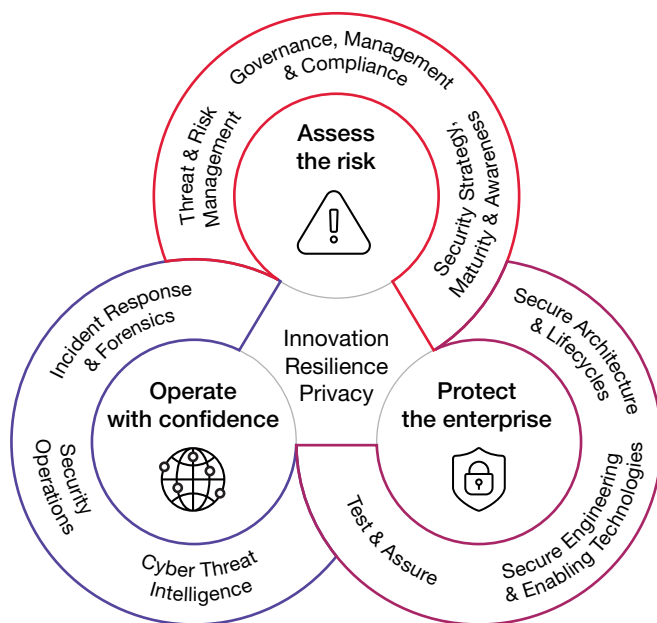 Governance, Management
& Compliance
Threat & Risk
Management
Security Strategy,
Maturity & Awareness
Assess
the risk
Incident Response
& Forensics
Secure Architecture
& Lifecycles
Innovation
Resilience
Privacy
Operate
with confidence
Protect
the enterprise
Security
Operations
Cyber Threat
Intelligence
Test & Assure
Secure Engineering
& Enabling Technologies